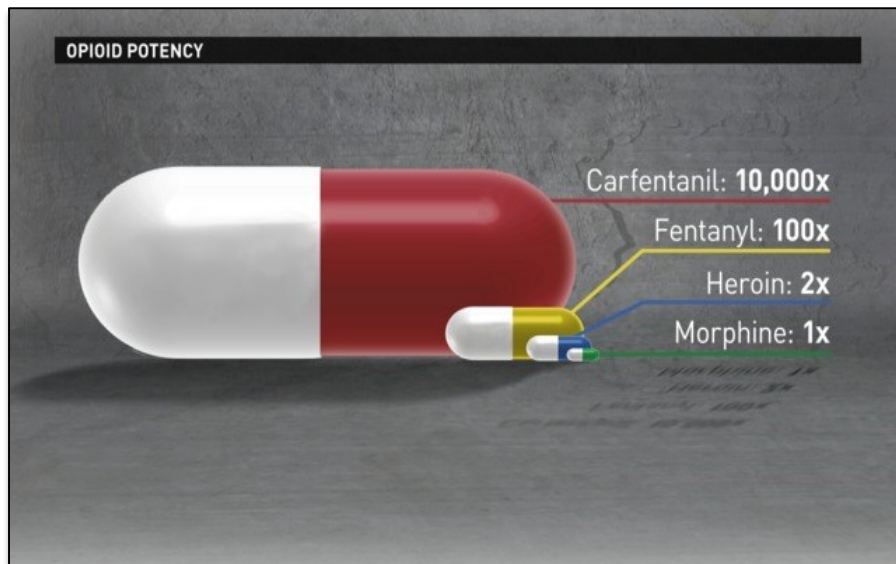 OPIOID POTENCY
Carfentanil: 10,000x
Fentanyl: 100x
Heroin: 2x
Morphine: 1x